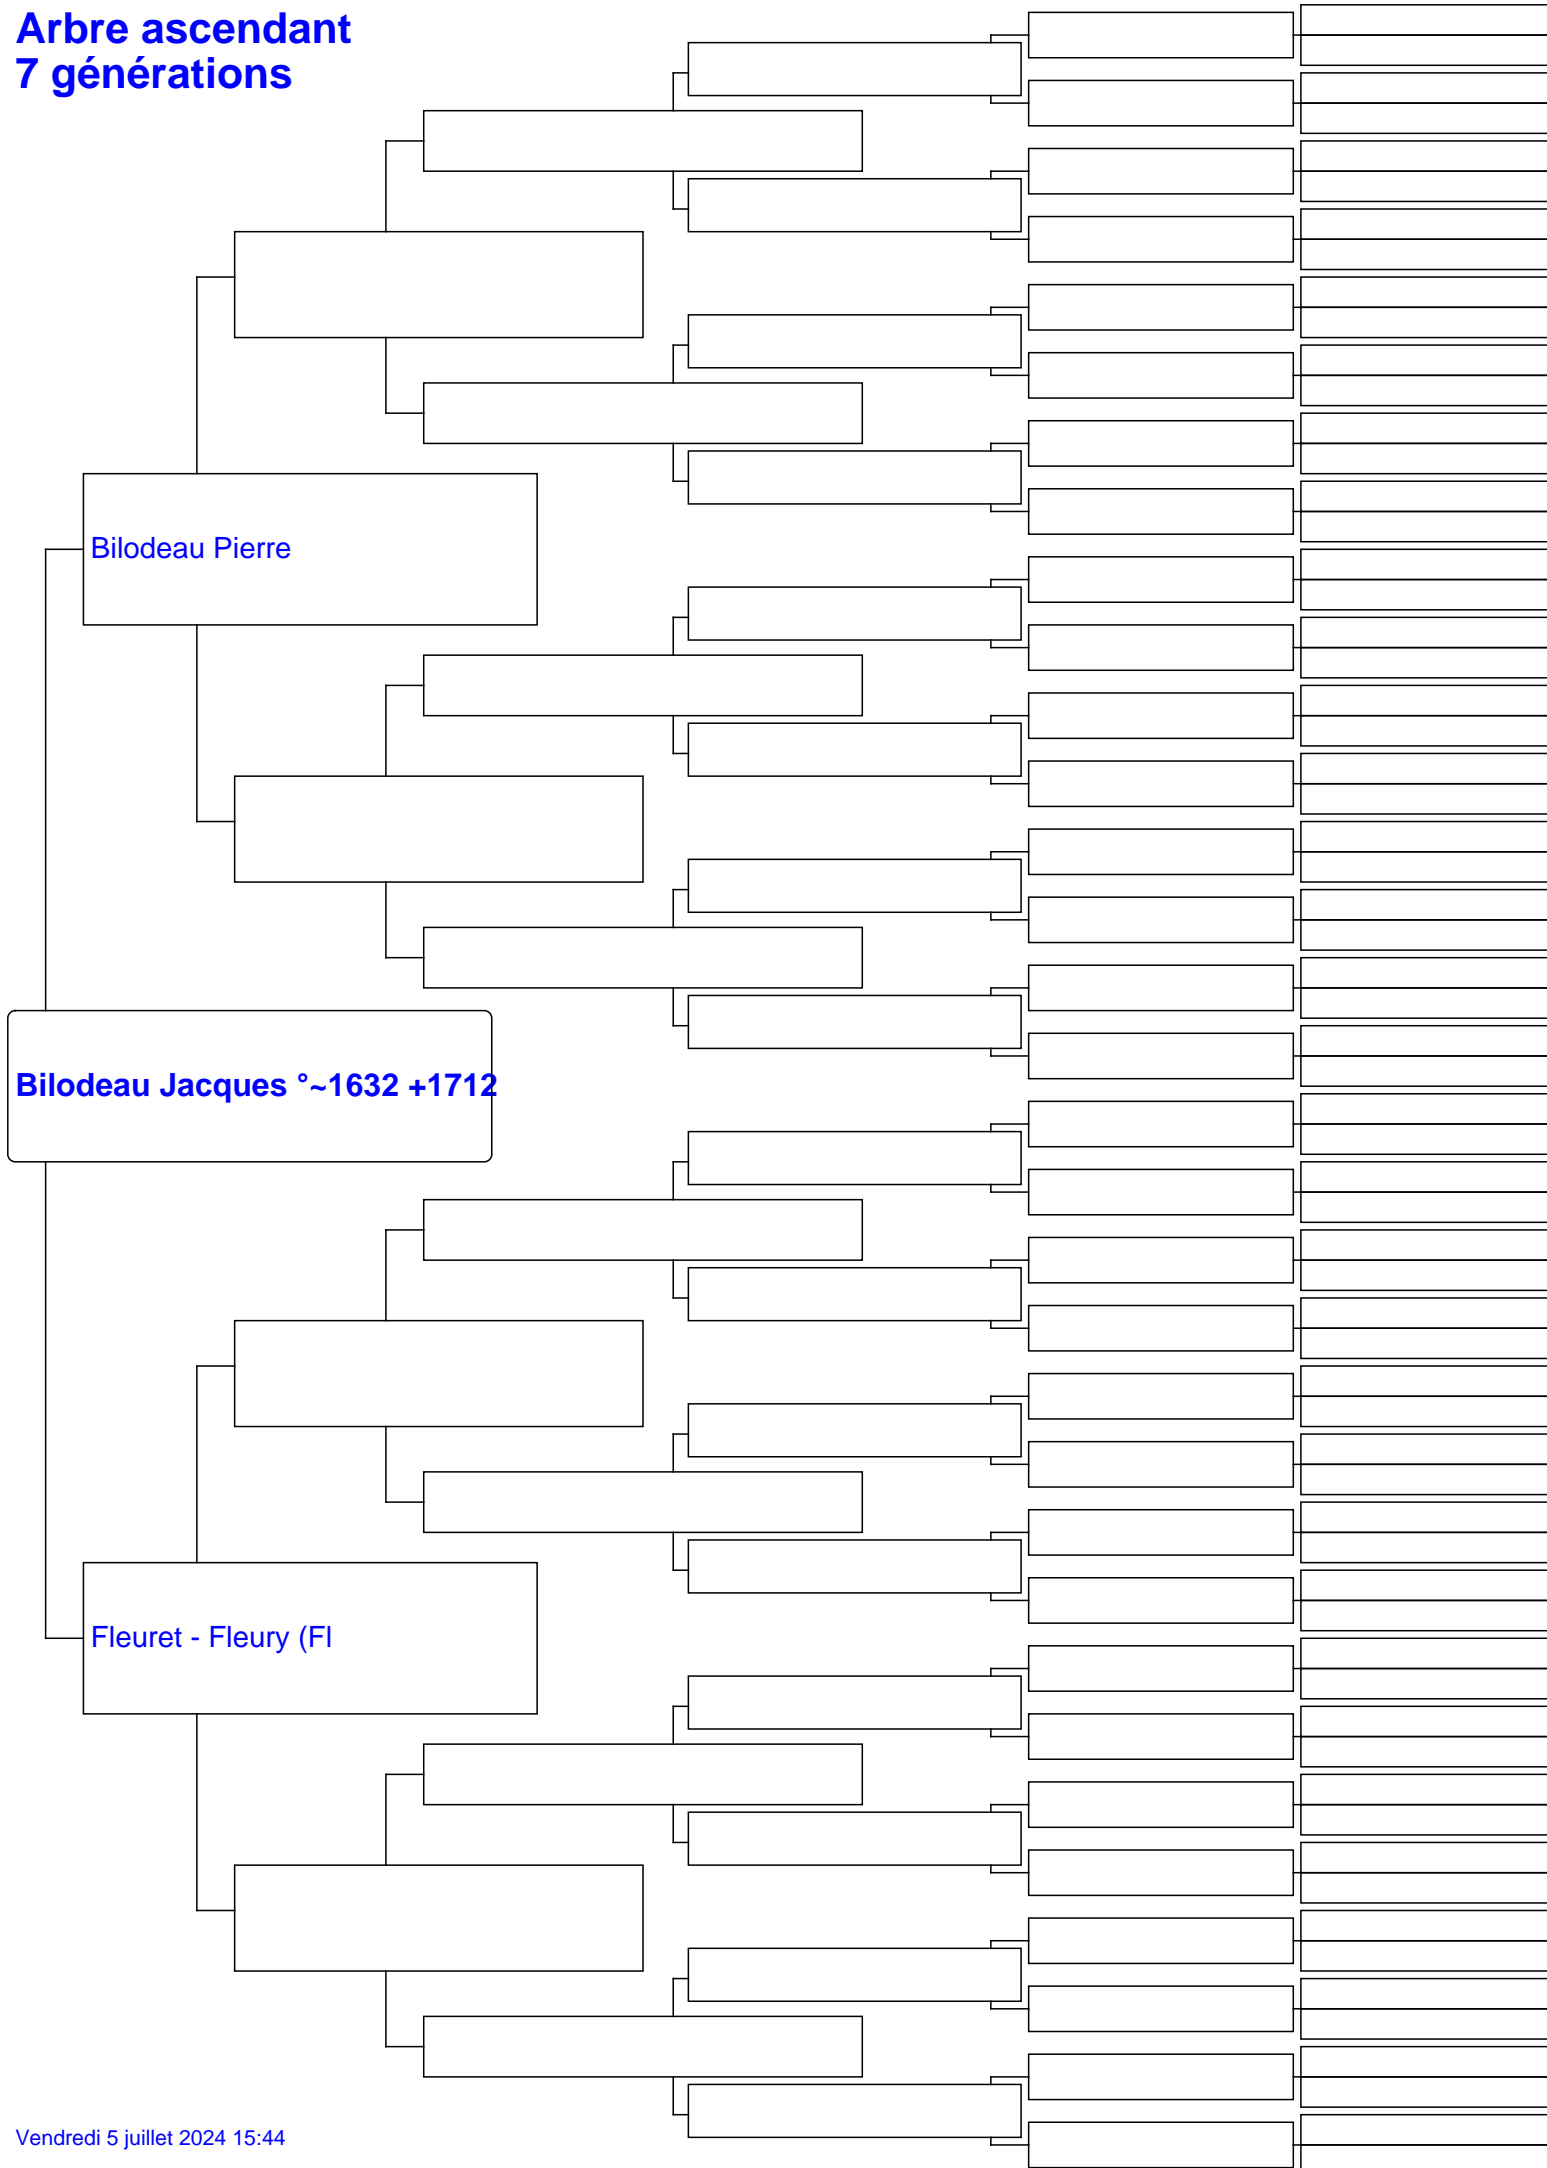 Arbre ascendant
7 générations
Bilodeau Pierre
Bilodeau Jacques °~1632 +1712
Fleuret - Fleury (Fl
Vendredi 5 juillet 2024 15:44